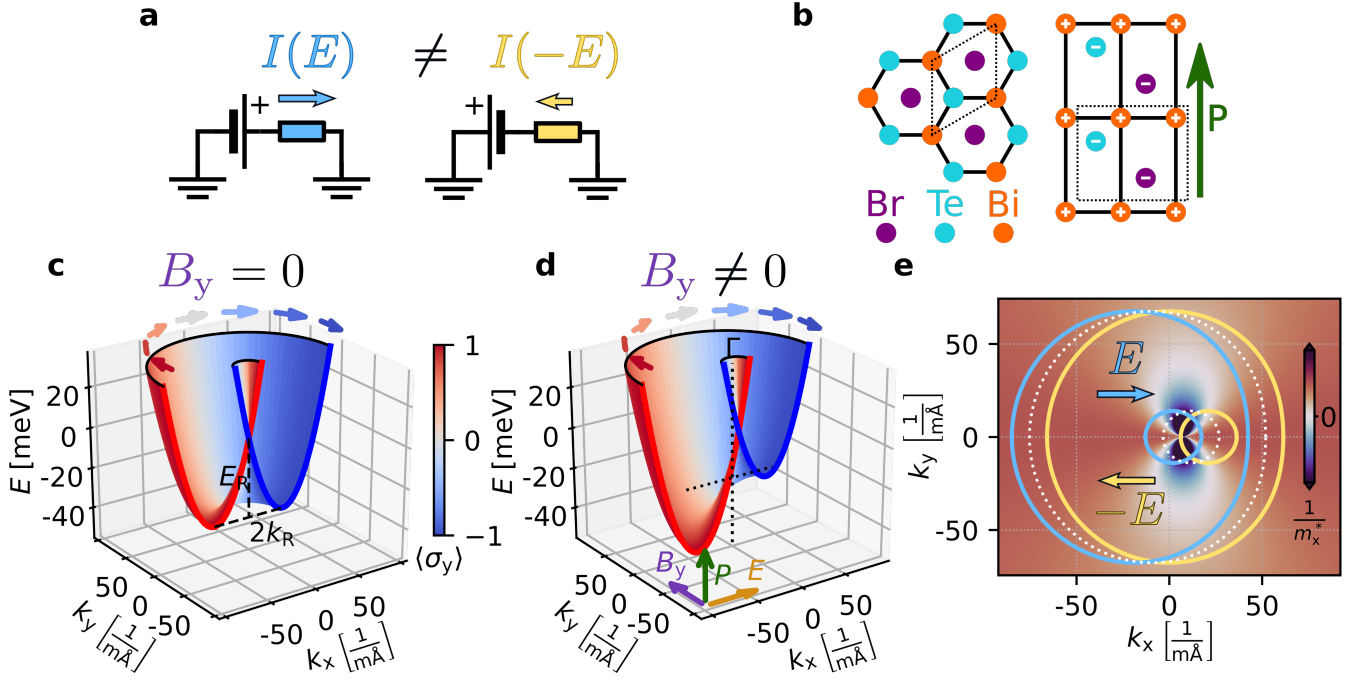 a
I(E) ≠ I(−E)
+
+
b
+ + +
−
−
+ + +
−
−
+ + +
P
Br Te Bi
c
B_y = 0
E [meV]
20
0
-20
-40
E_R
2k_R
50
0
-50
k_y [1/mÅ]
-50
0
50
k_x [1/mÅ]
1
0
−1
⟨σ_y⟩
d
B_y ≠ 0
Γ
E [meV]
20
0
-20
-40
B_y
P
E
50
0
-50
k_y [1/mÅ]
-50
0
50
k_x [1/mÅ]
e
k_y [1/mÅ]
50
0
-50
E
−E
0
1/m*_x
-50 0 50
k_x [1/mÅ]